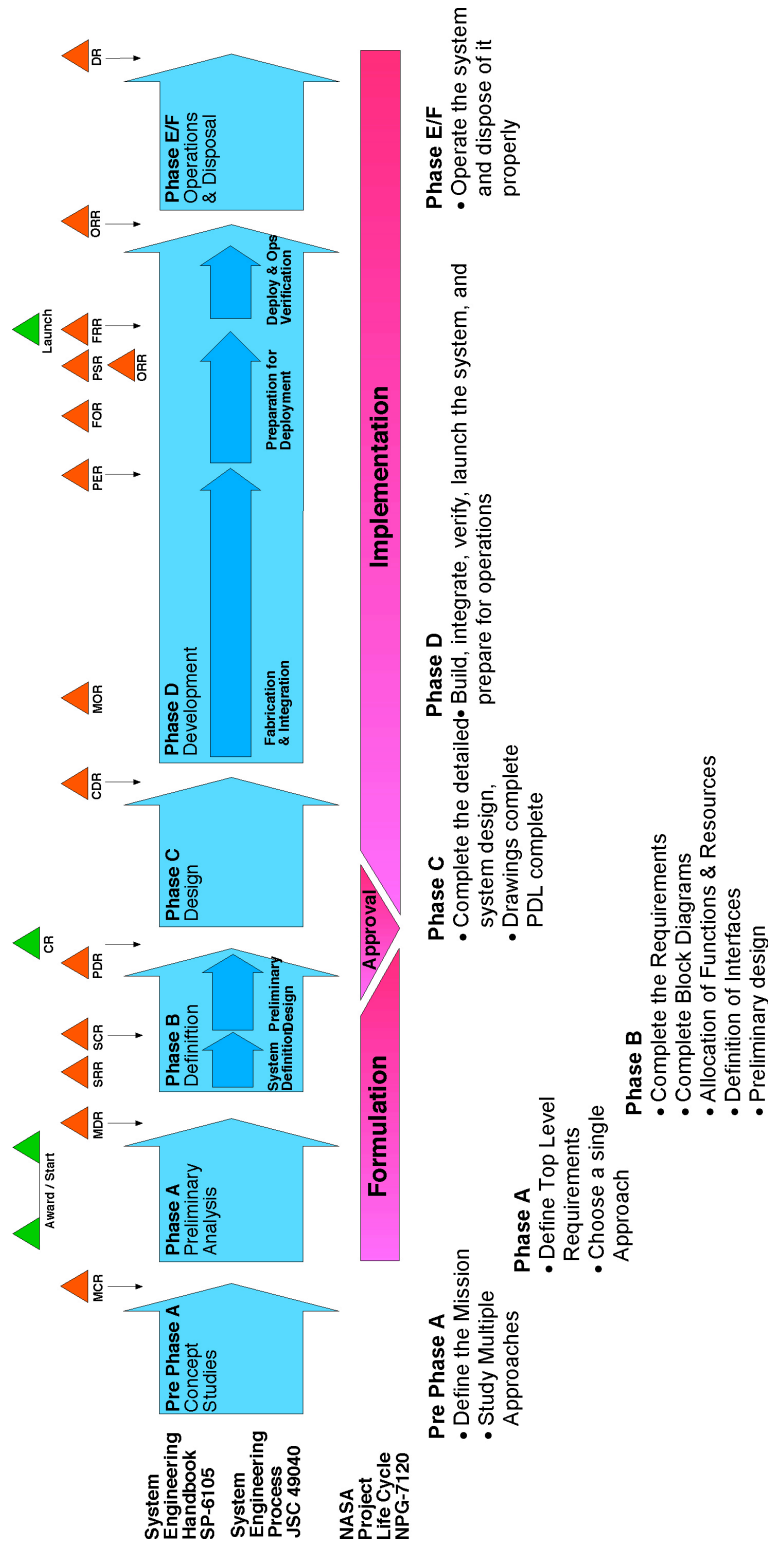 Award / Start
Launch
MCR
MDR
SRR
SCR
PDR
CR
CDR
MOR
PER
FOR
PSR
ORR
FRR
ORR
DR
System
Engineering
Handbook
SP-6105
System
Engineering
Process
JSC 49040
Pre Phase A
Concept
Studies
Phase A
Preliminary
Analysis
Phase B
Definiftion
System
Definition
Preliminary
Design
Phase C
Design
Phase D
Development
Fabrication
& Integration
Preparation for
Deployment
Deploy & Ops
Verification
Phase E/F
Operations
& Disposal
NASA
Project
Life Cycle
NPG-7120
Formulation
Approval
Implementation
Pre Phase A
• Define the Mission
• Study Multiple
Approaches
Phase A
• Define Top Level
Requirements
• Choose a single
Approach
Phase B
• Complete the Requirements
• Complete Block Diagrams
• Allocation of Functions & Resources
• Definition of Interfaces
• Preliminary design
Phase C
• Complete the detailed
system design,
• Drawings complete
PDL complete
Phase D
• Build, integrate, verify, launch the system, and
prepare for operations
Phase E/F
• Operate the system
and dispose of it
properly